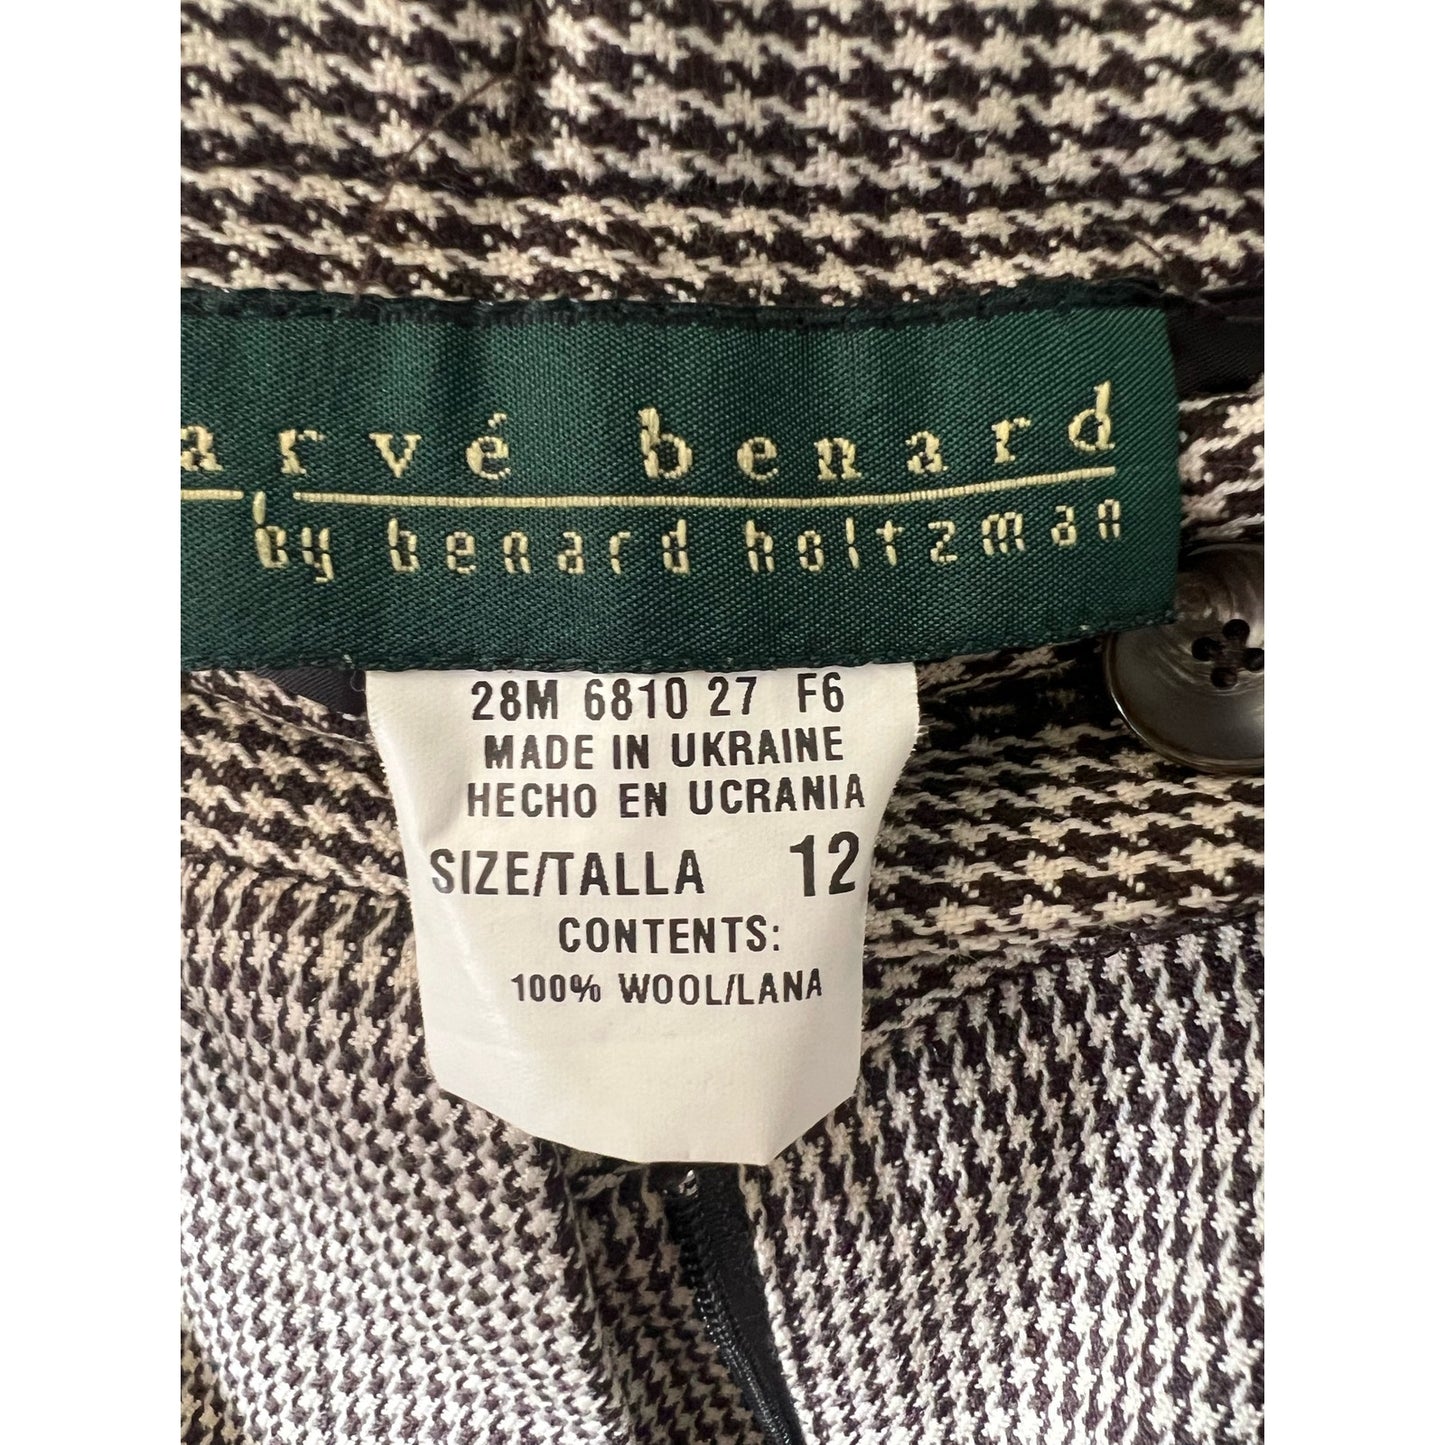 arvé benard
by benard holtzman
28M 6810 27 F6
MADE IN UKRAINE
HECHO EN UCRANIA
SIZE/TALLA 12
CONTENTS:
100% WOOL/LANA